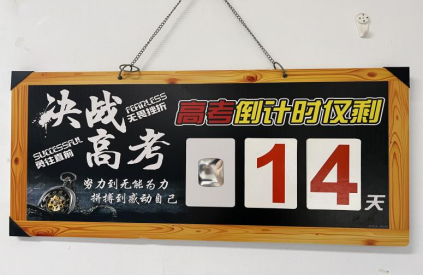 决战
FEARLESS
无畏挫折
SUCCESSFUL
勇往直前
高考
努力到无能为力
拼搏到感动自己
高考倒计时仅剩
14
天